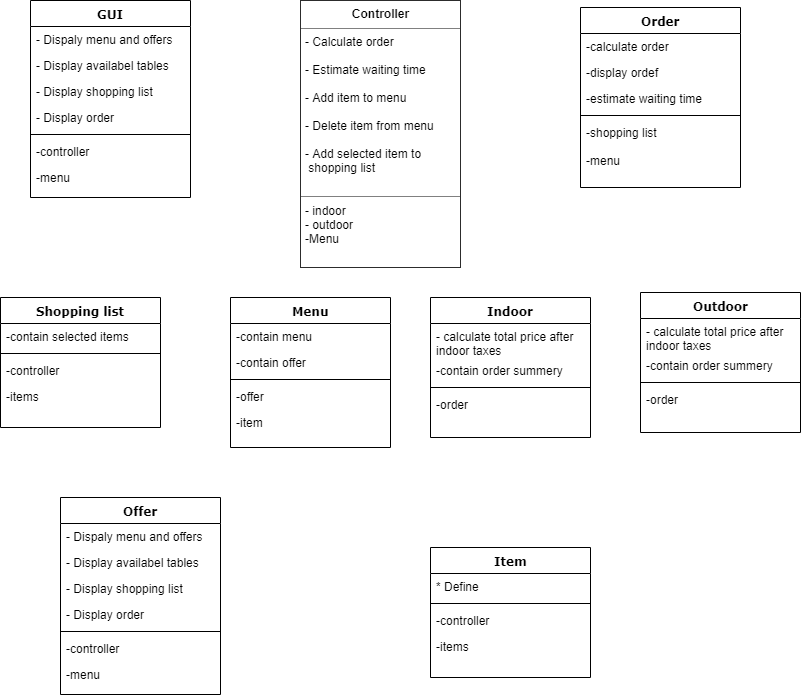 GUI
- Dispaly menu and offers
- Display availabel tables
- Display shopping list
- Display order
-controller
-menu
Controller
- Calculate order
- Estimate waiting time
- Add item to menu
- Delete item from menu
- Add selected item to
shopping list
- indoor
- outdoor
-Menu
Order
-calculate order
-display ordef
-estimate waiting time
-shopping list
-menu
Shopping list
-contain selected items
-controller
-items
Menu
-contain menu
-contain offer
-offer
-item
Indoor
- calculate total price after
indoor taxes
-contain order summery
-order
Outdoor
- calculate total price after
indoor taxes
-contain order summery
-order
Offer
- Dispaly menu and offers
- Display availabel tables
- Display shopping list
- Display order
-controller
-menu
Item
* Define
-controller
-items